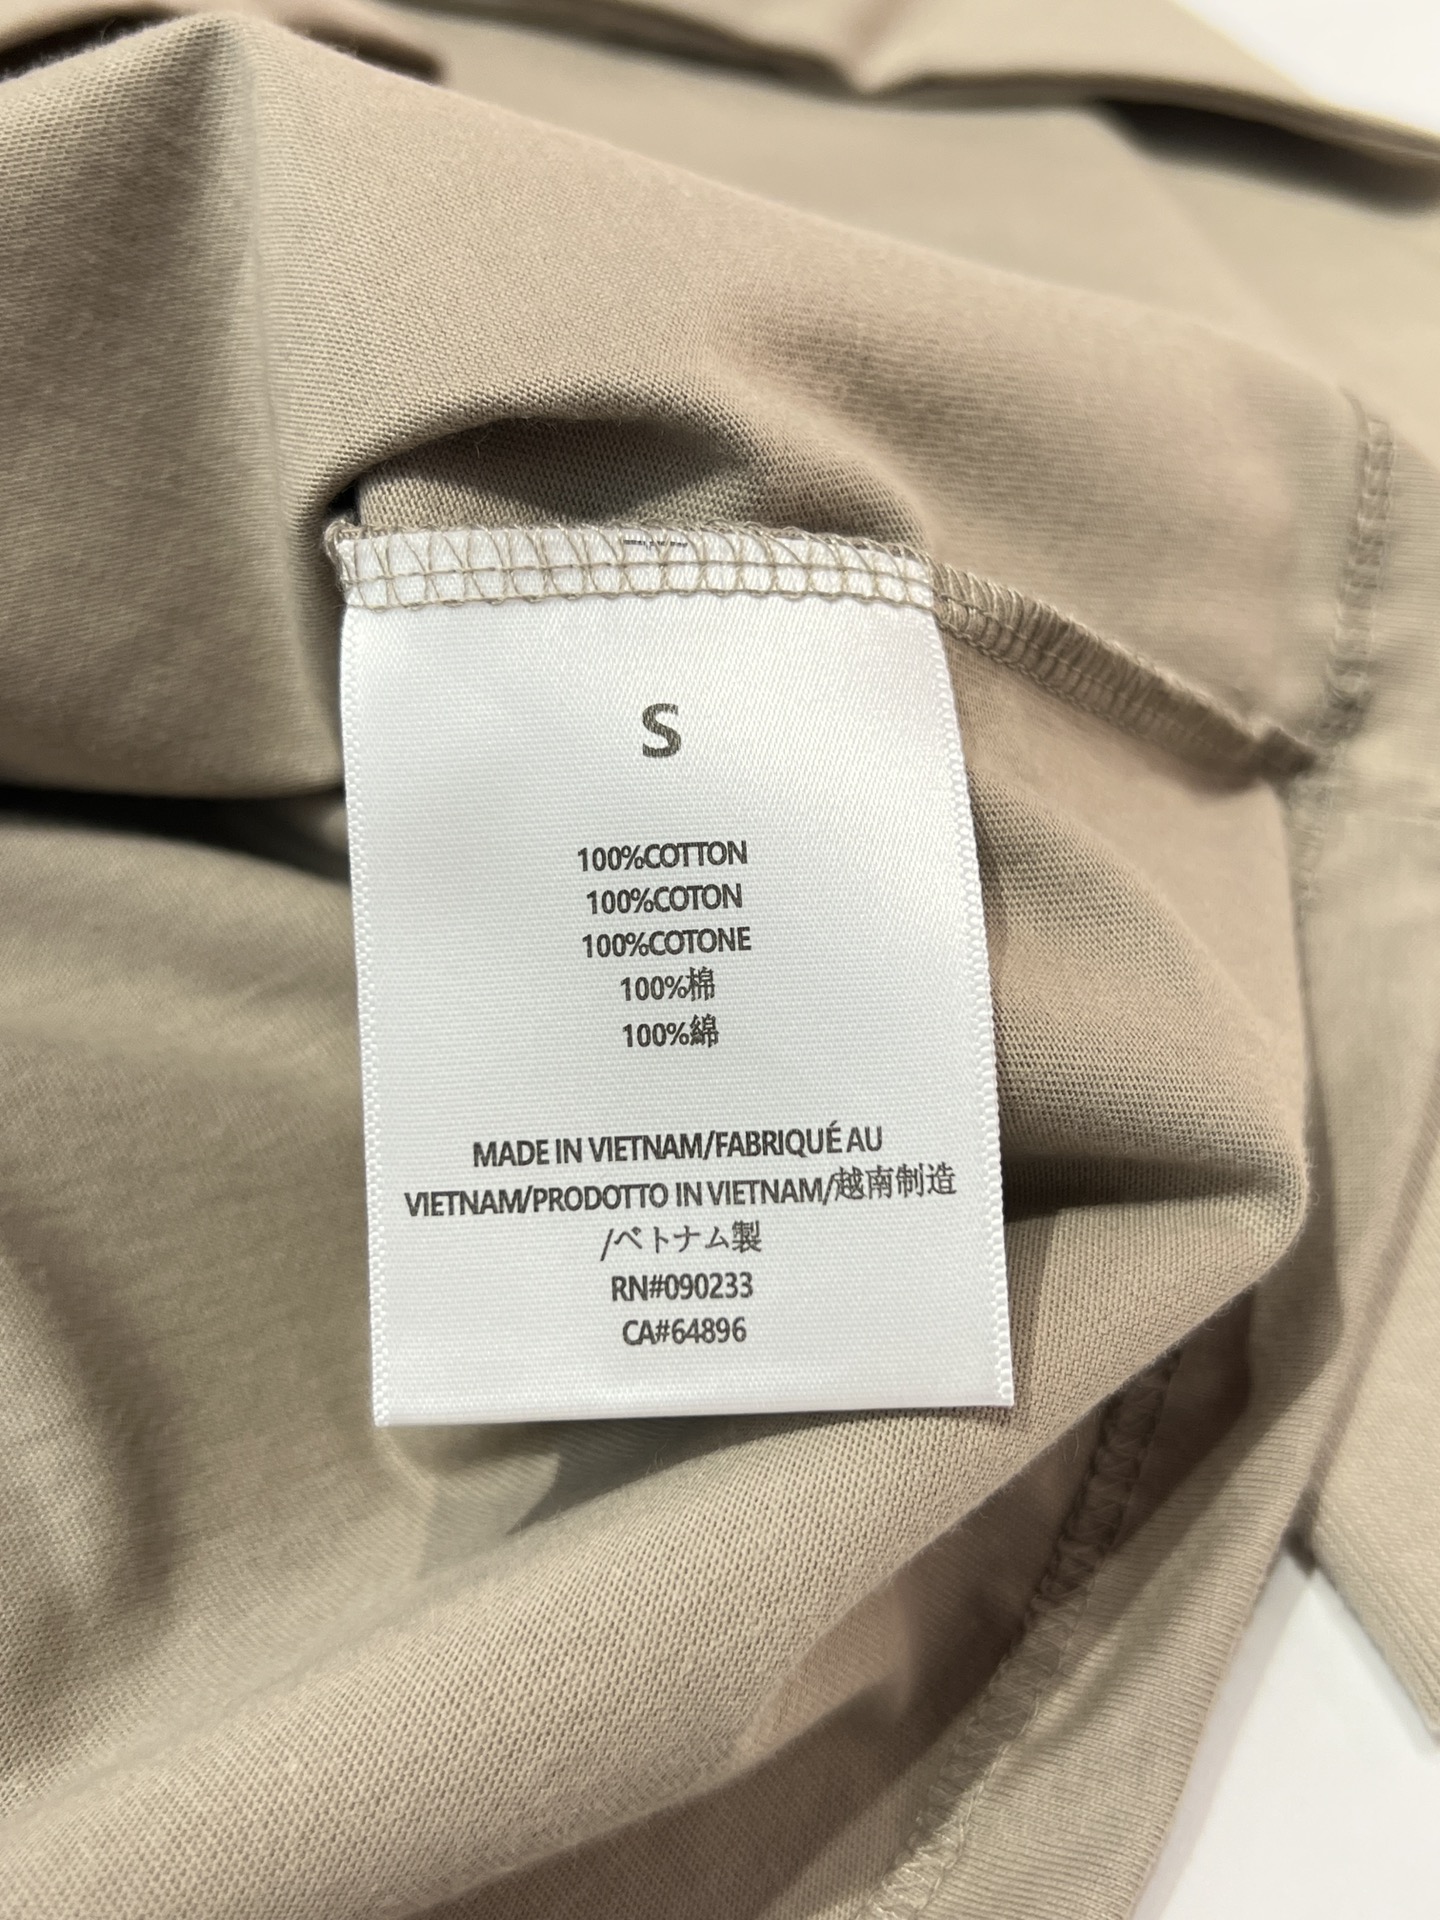 S
100%COTTON
100%COTON
100%COTONE
100%棉
100%綿
MADE IN VIETNAM/FABRIQUÉ AU
VIETNAM/PRODOTTO IN VIETNAM/越南制造
/ベトナム製
RN#090233
CA#64896